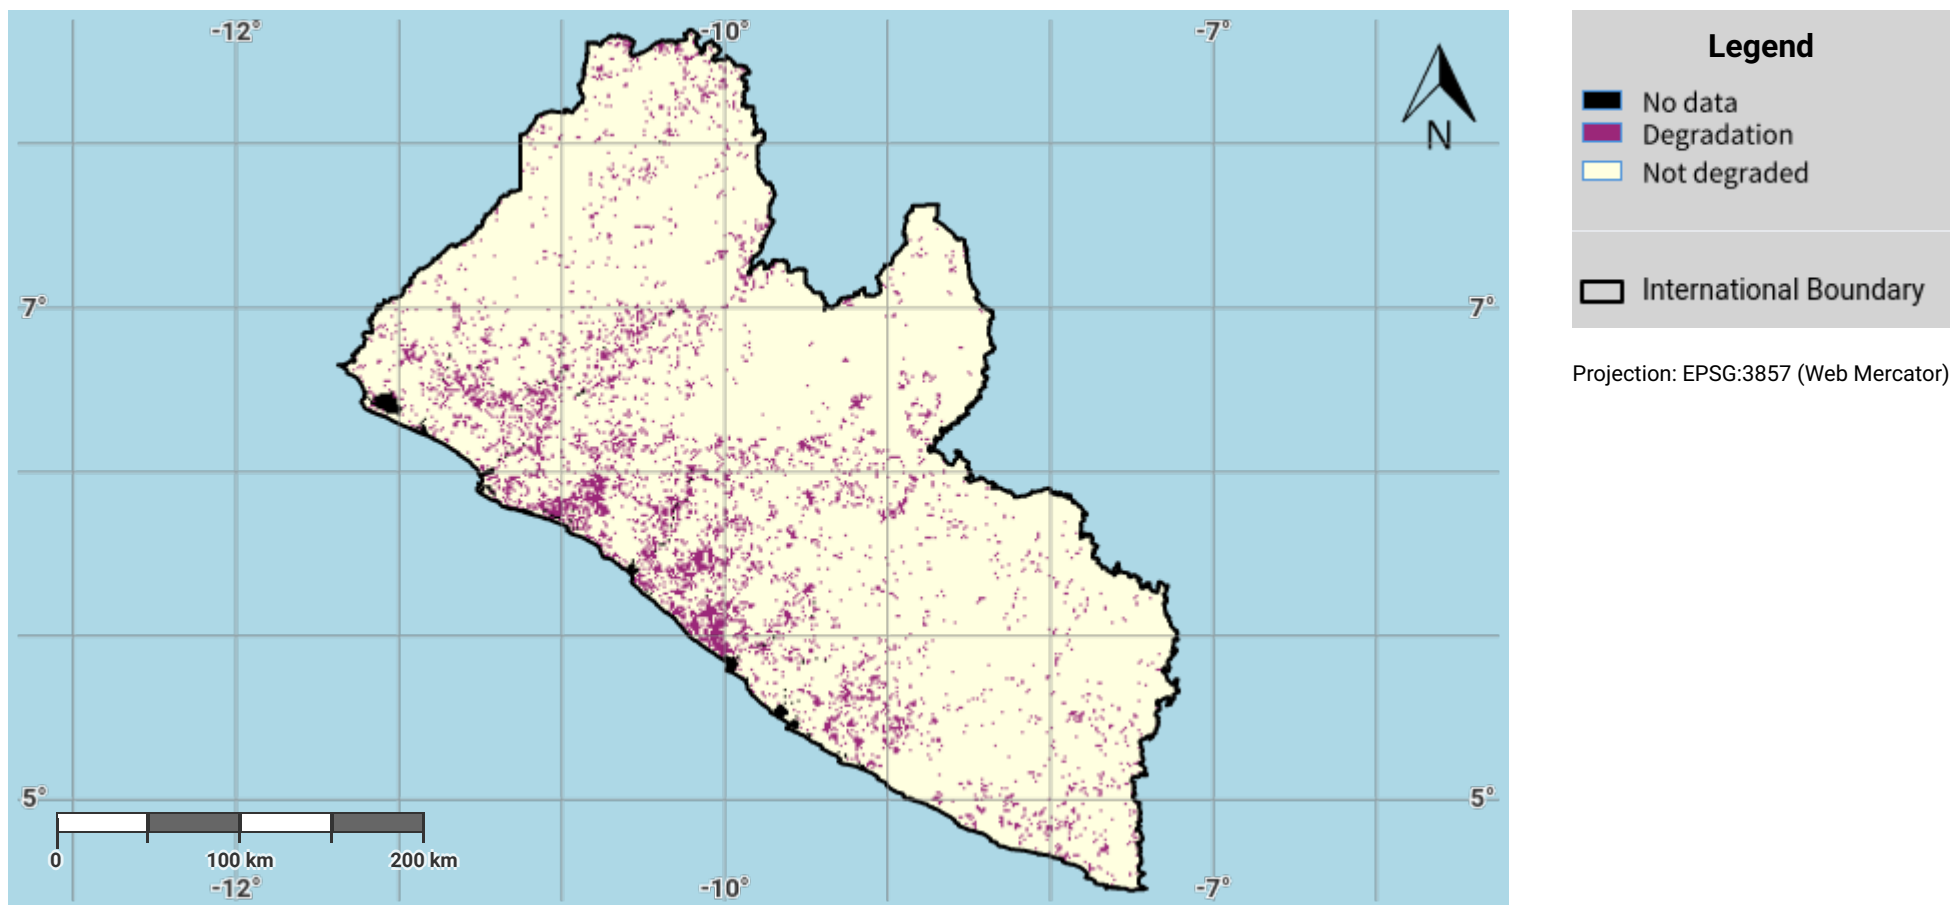 -12° -10° -7°
N
7° 7°
5° 5°
0 100 km 200 km
-12° -10° -7°
Legend
No data
Degradation
Not degraded
International Boundary
Projection: EPSG:3857 (Web Mercator)